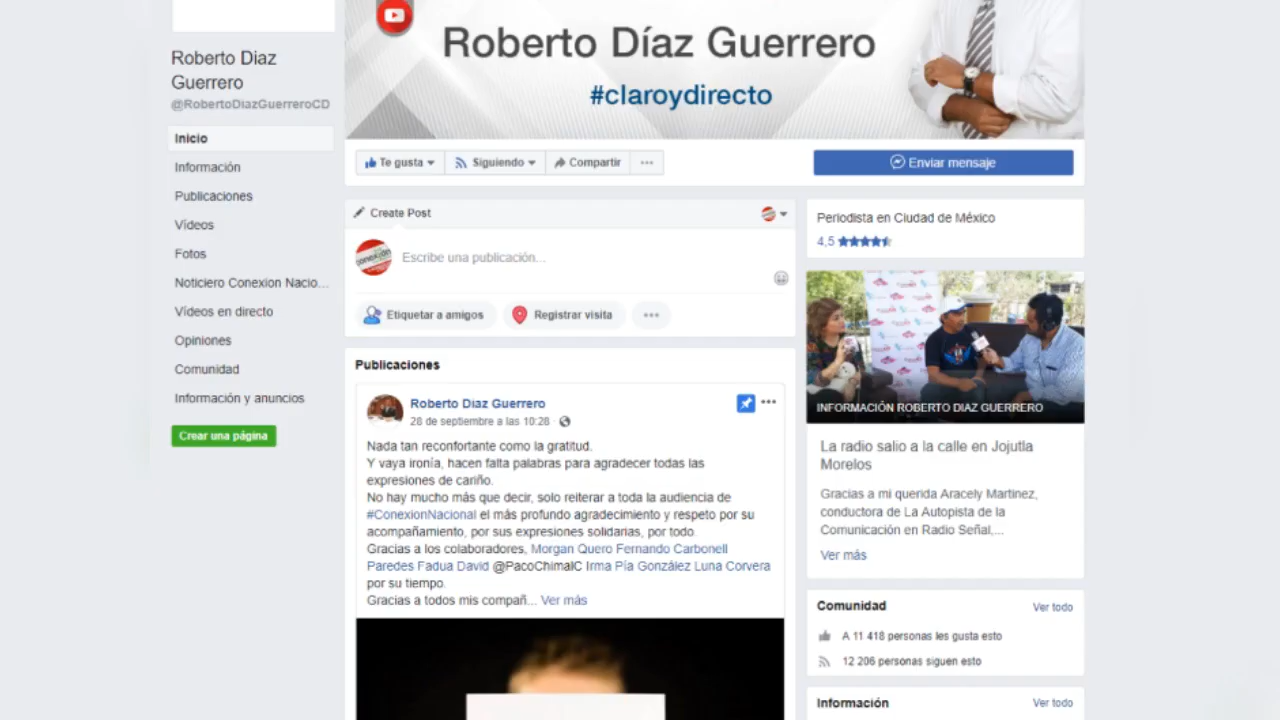 Roberto Díaz Guerrero
#claroydirecto
Roberto Diaz
Guerrero
@RobertoDiazGuerreroCD
Inicio
Información
Publicaciones
Vídeos
Fotos
Noticiero Conexion Nacio...
Vídeos en directo
Opiniones
Comunidad
Información y anuncios
Crear una página
Te gusta
Siguiendo
Compartir
Enviar mensaje
Create Post
conexión
Escribe una publicación...
Etiquetar a amigos
Registrar visita
Publicaciones
Roberto Diaz Guerrero
28 de septiembre a las 10:28 ·
Nada tan reconfortante como la gratitud.
Y vaya ironía, hacen falta palabras para agradecer todas las
expresiones de cariño.
No hay mucho más que decir, solo reiterar a toda la audiencia de
#ConexionNacional el más profundo agradecimiento y respeto por su
acompañamiento, por sus expresiones solidarias, por todo.
Gracias a los colaboradores, Morgan Quero Fernando Carbonell
Paredes Fadua David @PacoChimalC Irma Pía González Luna Corvera
por su tiempo.
Gracias a todos mis compañ... Ver más
Periodista en Ciudad de México
4,5
INFORMACIÓN ROBERTO DIAZ GUERRERO
La radio salio a la calle en Jojutla
Morelos
Gracias a mi querida Aracely Martinez,
conductora de La Autopista de la
Comunicación en Radio Señal,...
Ver más
Comunidad
Ver todo
A 11 418 personas les gusta esto
12 206 personas siguen esto
Información
Ver todo